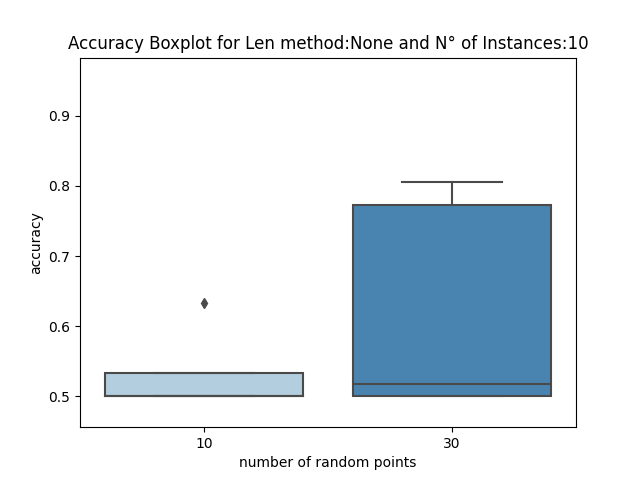 Accuracy Boxplot for Len method:None and N° of Instances:10
0.9
0.8
0.7
0.6
0.5
accuracy
10
30
number of random points